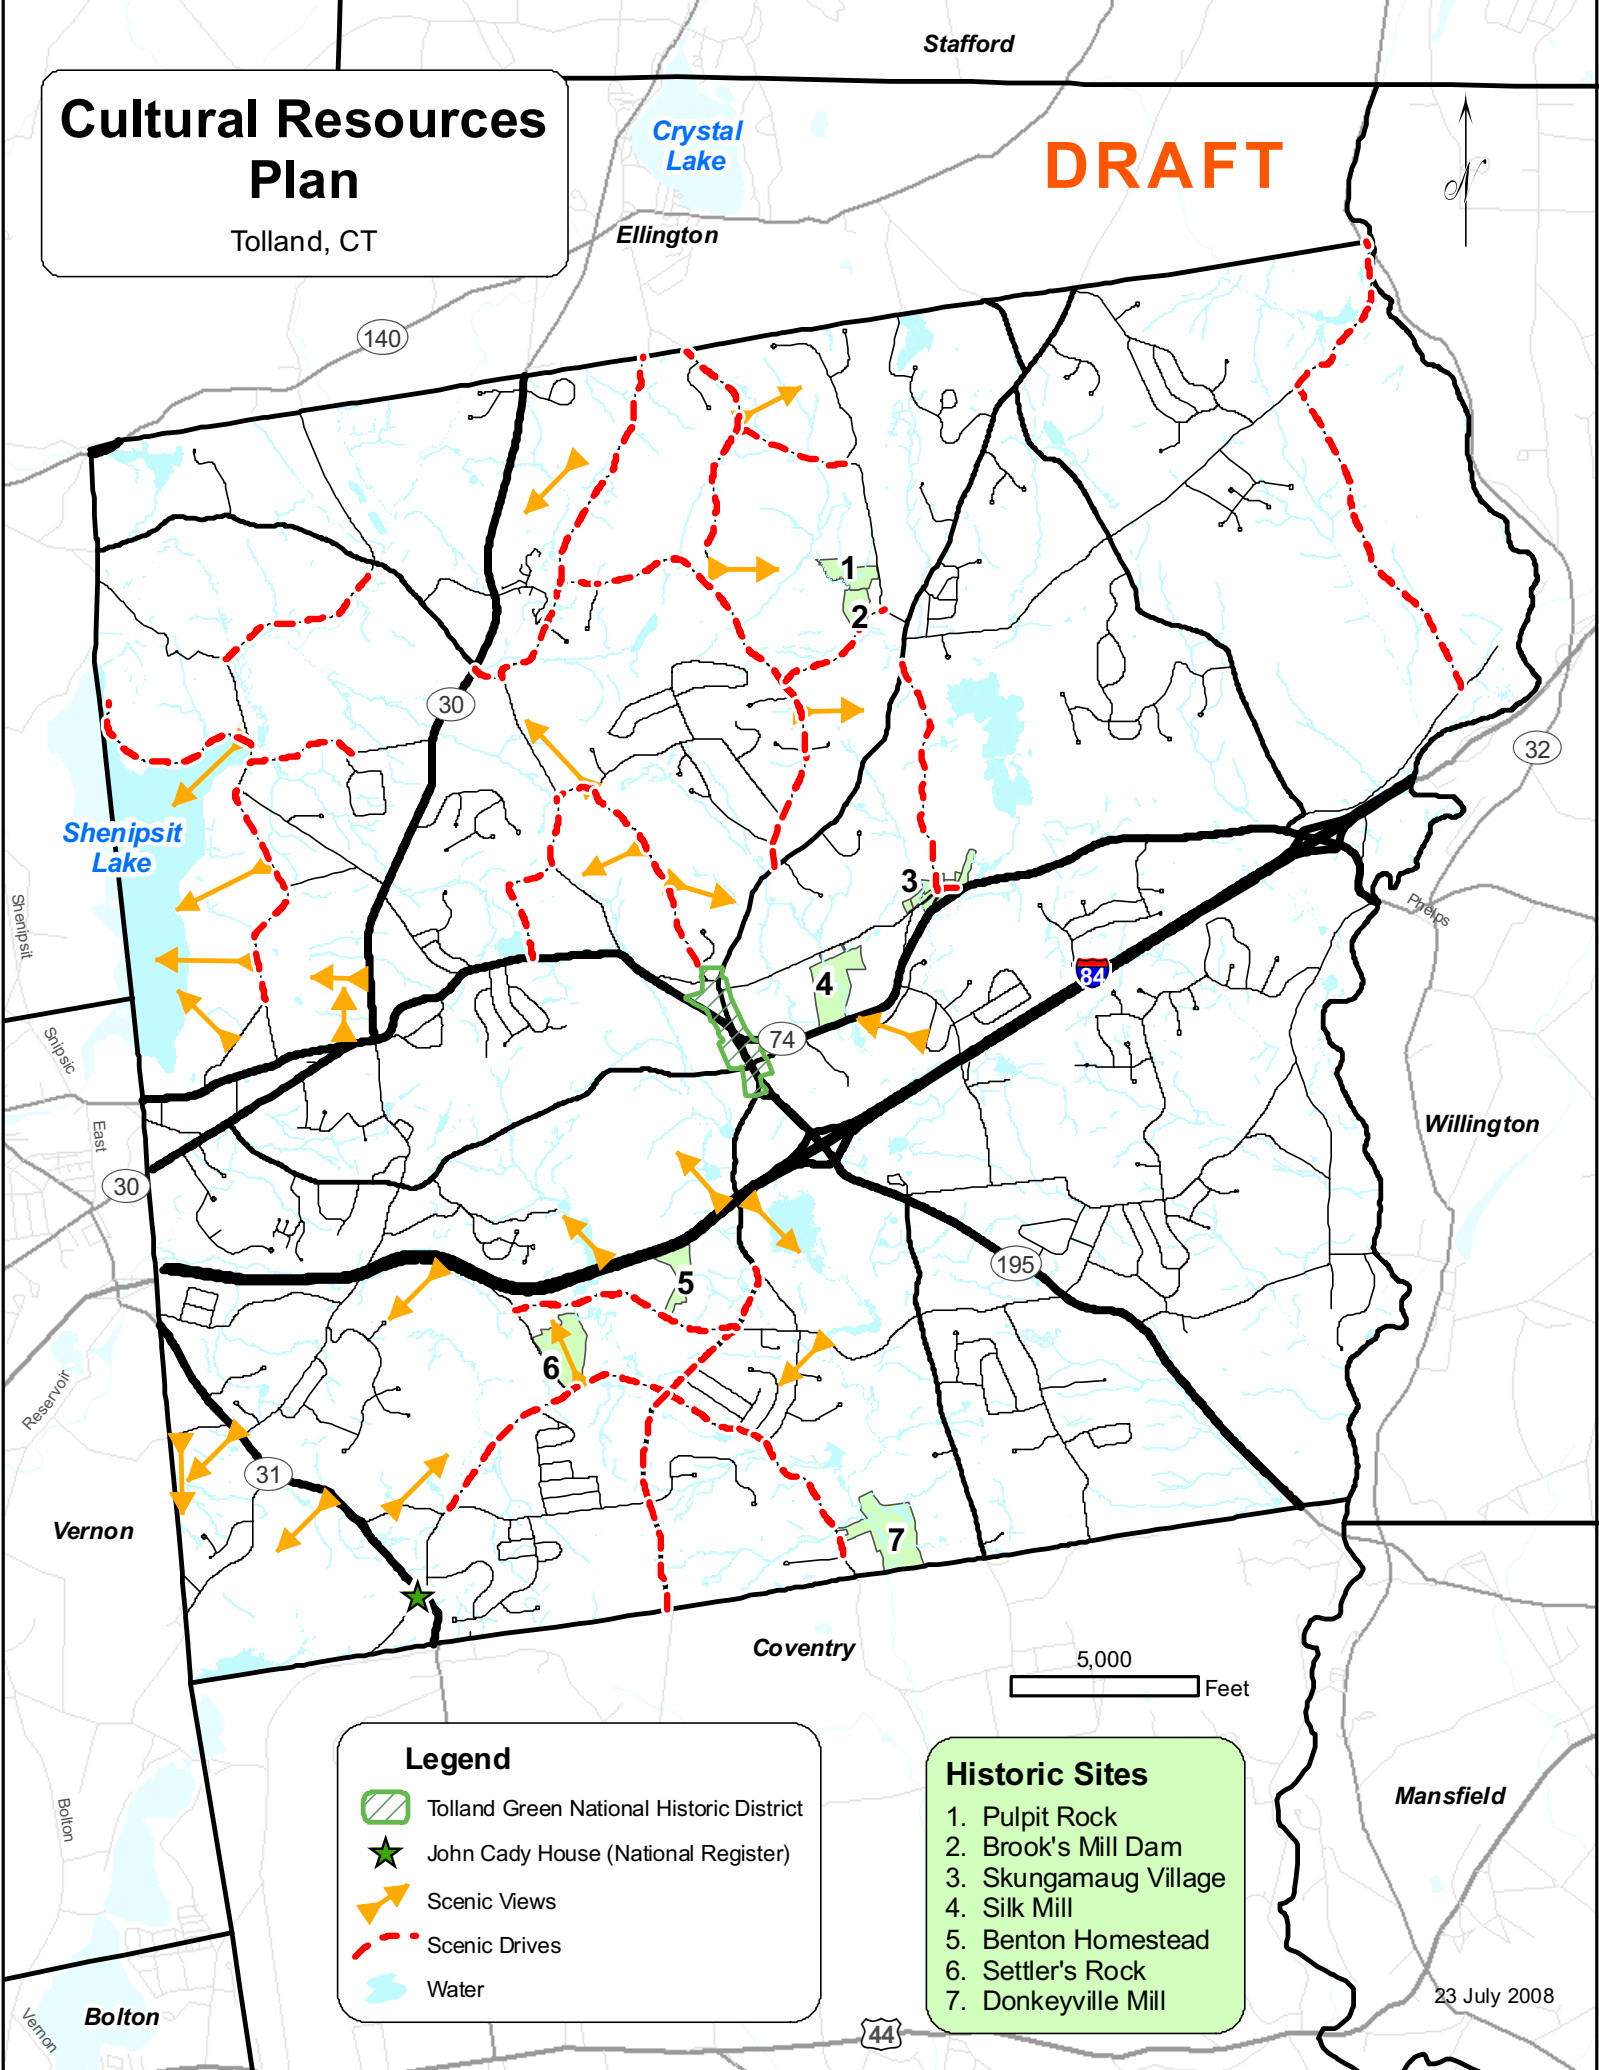 Stafford
Cultural Resources
Plan
Tolland, CT
Crystal
Lake
DRAFT
N
Ellington
140
1
2
30
32
Shenipsit
Lake
3
Shenipsit
Phelps
84
4
74
Snipsic
East
Willington
30
195
5
6
Reservoir
31
Vernon
7
Coventry
5,000
Feet
Legend
Tolland Green National Historic District
John Cady House (National Register)
Scenic Views
Scenic Drives
Water
Historic Sites
1. Pulpit Rock
2. Brook's Mill Dam
3. Skungamaug Village
4. Silk Mill
5. Benton Homestead
6. Settler's Rock
7. Donkeyville Mill
Mansfield
Bolton
23 July 2008
Bolton
Vernon
44